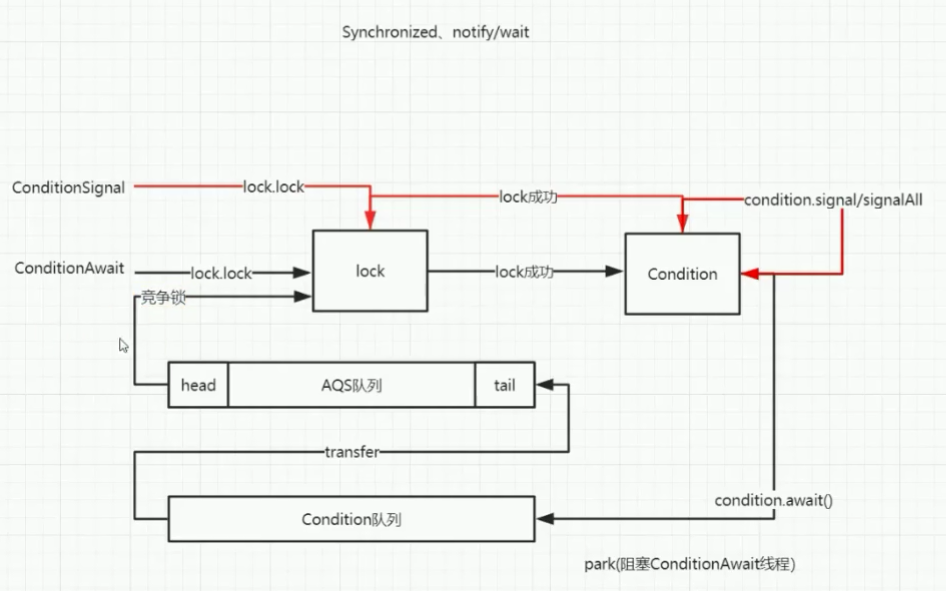 Synchronized、notify/wait
ConditionSignal
lock.lock
lock成功
condition.signal/signalAll
ConditionAwait
lock.lock
lock
lock成功
Condition
竞争锁
head
AQS队列
tail
transfer
condition.await()
Condition队列
park(阻塞ConditionAwait线程)